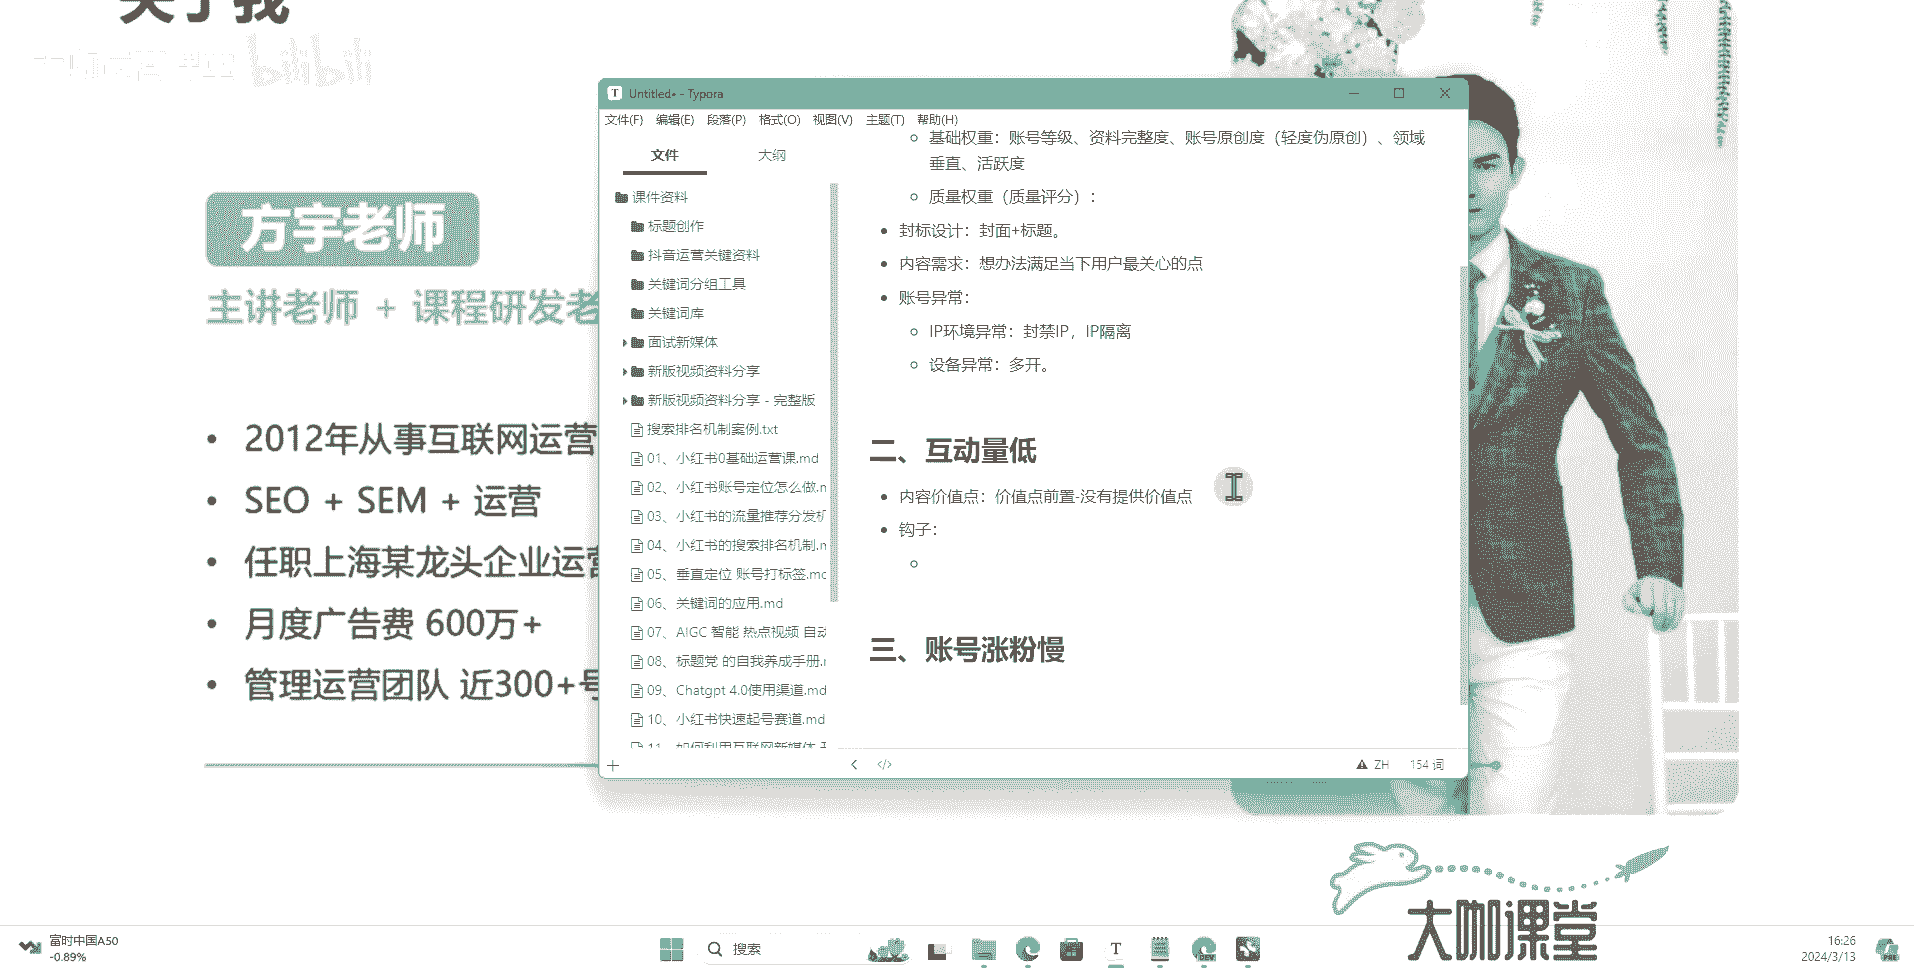 关于我
bilibili
方宇老师
主讲老师 + 课程研发老
2012年从事互联网运营
SEO + SEM + 运营
任职上海某龙头企业运营
月度广告费 600万+
管理运营团队 近300+号
Untitled• - Typora
文件(F) 编辑(E) 段落(P) 格式(O) 视图(V) 主题(T) 帮助(H)
文件 大纲
课件资料
标题创作
抖音运营关键资料
关键词分组工具
关键词库
面试新媒体
新版视频资料分享
新版视频资料分享 - 完整版
搜索排名机制案例.txt
01、小红书0基础运营课.md
02、小红书账号定位怎么做.m
03、小红书的流量推荐分发机
04、小红书的搜索排名机制.m
05、垂直定位 账号打标签.md
06、关键词的应用.md
07、AIGC 智能 热点视频 自动
08、标题党 的自我养成手册.m
09、Chatgpt 4.0使用渠道.md
10、小红书快速起号赛道.md
11、如何利用互联网新媒体
基础权重：账号等级、资料完整度、账号原创度（轻度伪原创）、领域
垂直、活跃度
质量权重（质量评分）：
封标设计：封面+标题。
内容需求：想办法满足当下用户最关心的点
账号异常：
IP环境异常：封禁IP，IP隔离
设备异常：多开。
二、互动量低
内容价值点：价值点前置-没有提供价值点
钩子：
三、账号涨粉慢
ZH 154 词
大咖课堂
富时中国A50
-0.89%
搜索
16:26
2024/3/13